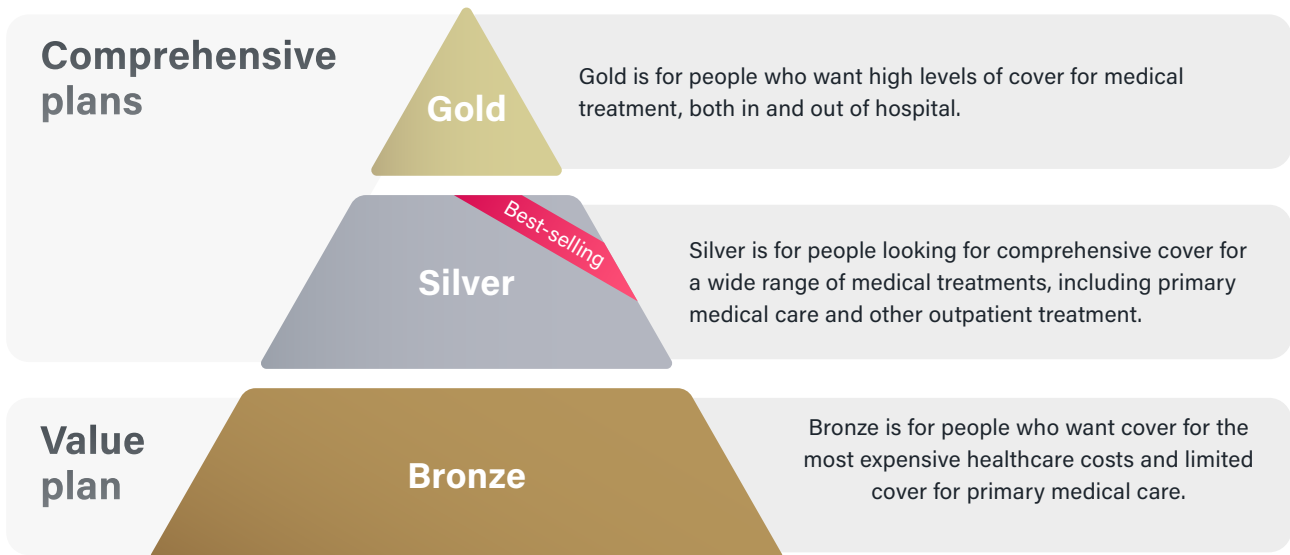 Comprehensive
plans
Gold
Gold is for people who want high levels of cover for medical
treatment, both in and out of hospital.
Best-selling
Silver
Silver is for people looking for comprehensive cover for
a wide range of medical treatments, including primary
medical care and other outpatient treatment.
Value
plan
Bronze
Bronze is for people who want cover for the
most expensive healthcare costs and limited
cover for primary medical care.